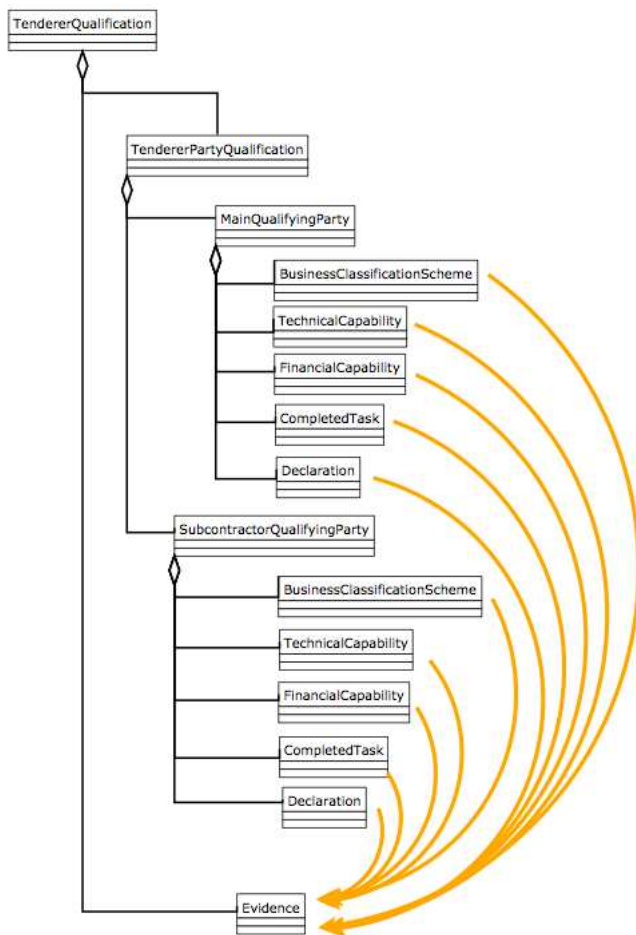 TendererQualification
TendererPartyQualification
MainQualifyingParty
BusinessClassificationScheme
TechnicalCapability
FinancialCapability
CompletedTask
Declaration
SubcontractorQualifyingParty
BusinessClassificationScheme
TechnicalCapability
FinancialCapability
CompletedTask
Declaration
Evidence